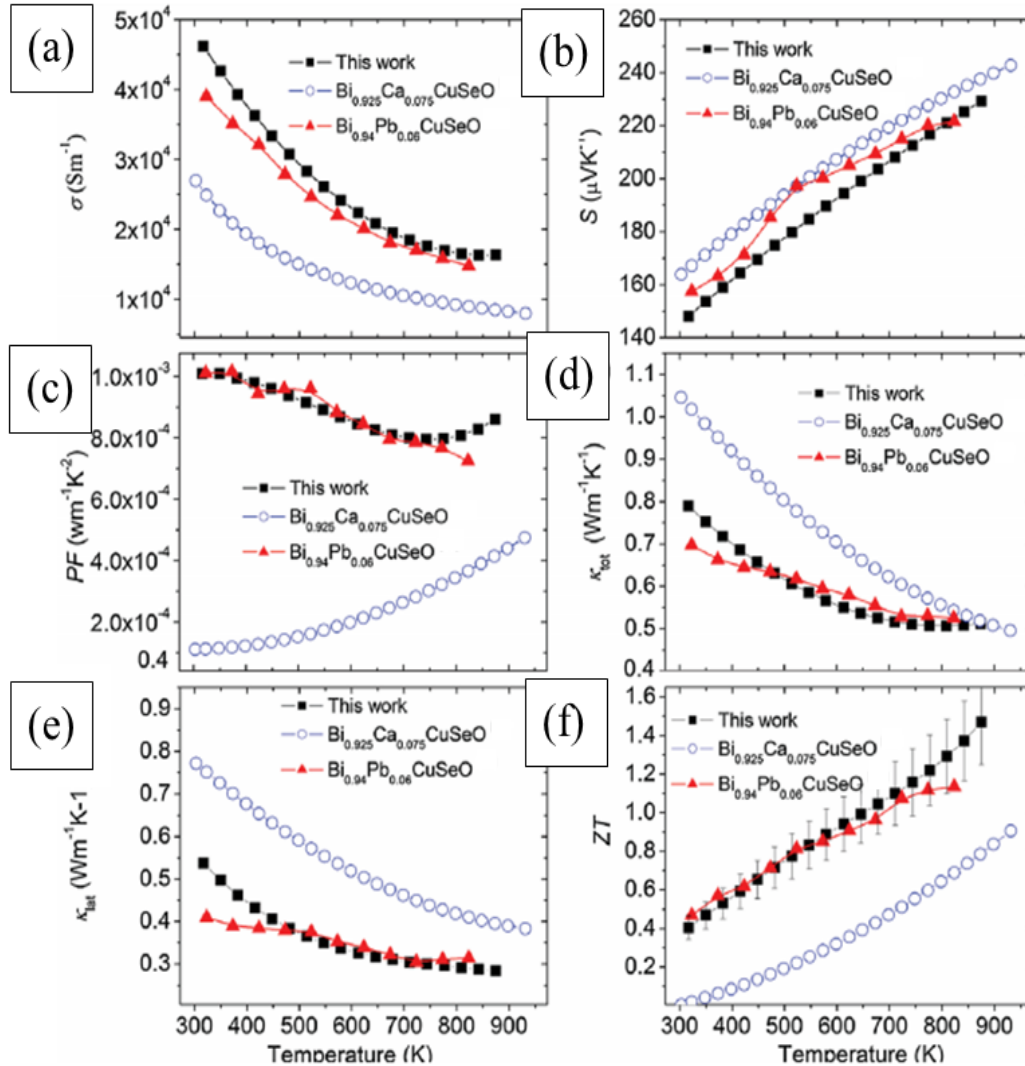 (a)
5x10⁴
4x10⁴
3x10⁴
2x10⁴
1x10⁴
σ (Sm⁻¹)
This work
Bi₀.₉₂₅Ca₀.₀₇₅CuSeO
Bi₀.₉₄Pb₀.₀₆CuSeO
(b)
260
240
220
200
180
160
140
S (μVK⁻¹)
This work
Bi₀.₉₂₅Ca₀.₀₇₅CuSeO
Bi₀.₉₄Pb₀.₀₆CuSeO
(c)
1.0x10⁻³
8.0x10⁻⁴
6.0x10⁻⁴
4.0x10⁻⁴
2.0x10⁻⁴
0.4
PF (wm⁻¹K⁻²)
This work
Bi₀.₉₂₅Ca₀.₀₇₅CuSeO
Bi₀.₉₄Pb₀.₀₆CuSeO
(d)
1.1
1.0
0.9
0.8
0.7
0.6
0.5
0.4
κtot (Wm⁻¹K⁻¹)
This work
Bi₀.₉₂₅Ca₀.₀₇₅CuSeO
Bi₀.₉₄Pb₀.₀₆CuSeO
(e)
0.9
0.8
0.7
0.6
0.5
0.4
0.3
κlat (Wm⁻¹K-1)
This work
Bi₀.₉₂₅Ca₀.₀₇₅CuSeO
Bi₀.₉₄Pb₀.₀₆CuSeO
300 400 500 600 700 800 900
Temperature (K)
(f)
1.6
1.4
1.2
1.0
0.8
0.6
0.4
0.2
ZT
This work
Bi₀.₉₂₅Ca₀.₀₇₅CuSeO
Bi₀.₉₄Pb₀.₀₆CuSeO
300 400 500 600 700 800 900
Temperature (K)